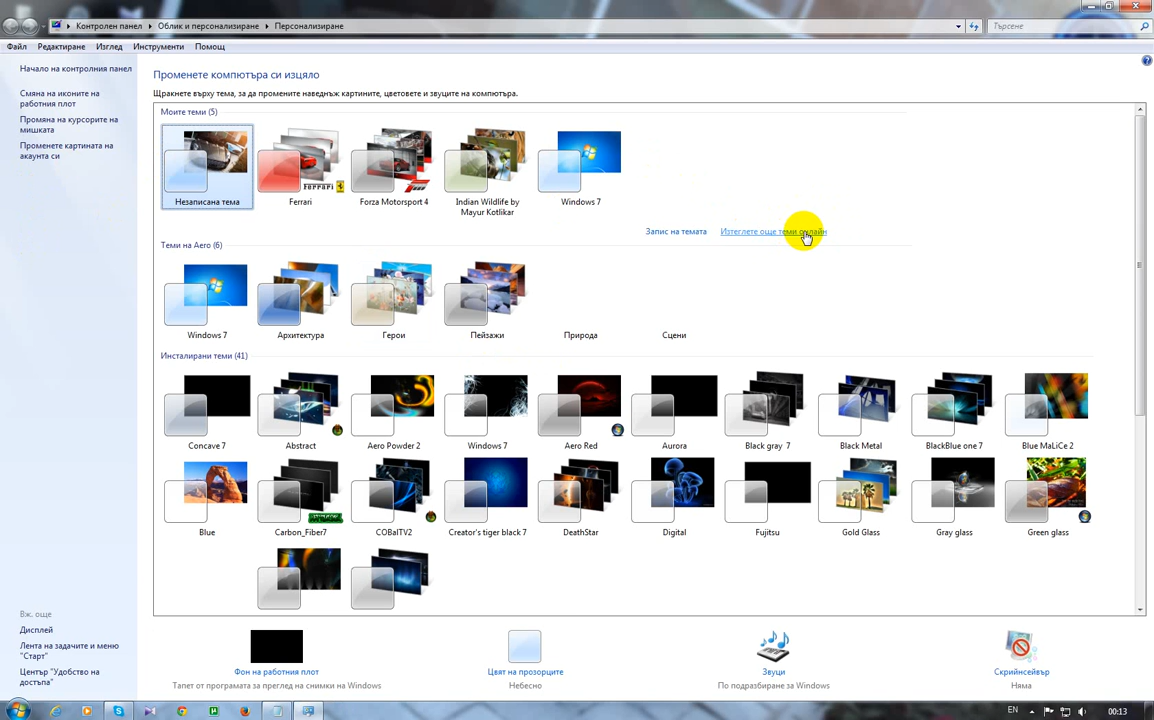 Контролен панел ▸ Облик и персонализиране ▸ Персонализиране
Търсене
Файл Редактиране Изглед Инструменти Помощ
Начало на контролния панел
Смяна на иконите на
работния плот
Промяна на курсорите на
мишката
Променете картината на
акаунта си
Променете компютъра си изцяло
Щракнете върху тема, за да промените наведнъж картините, цветовете и звуците на компютъра.
Моите теми (5)
Незаписана тема
Ferrari
Forza Motorsport 4
Indian Wildlife by
Mayur Kotlikar
Windows 7
Запис на темата Изтеглете още теми онлайн
Теми на Aero (6)
Windows 7 Архитектура Герои Пейзажи Природа Сцени
Инсталирани теми (41)
Concave 7 Abstract Aero Powder 2 Windows 7 Aero Red Aurora Black gray 7 Black Metal BlackBlue one 7 Blue MaLiCe 2
Blue Carbon_Fiber7 COBalTV2 Creator's tiger black 7 DeathStar Digital Fujitsu Gold Glass Gray glass Green glass
Вж. още
Дисплей
Лента на задачите и меню
"Старт"
Център "Удобство на
достъпа"
Фон на работния плот
Тапет от програмата за преглед на снимки на Windows
Цвят на прозорците
Небесно
Звуци
По подразбиране за Windows
Скрийнсейвър
Няма
EN
00:13